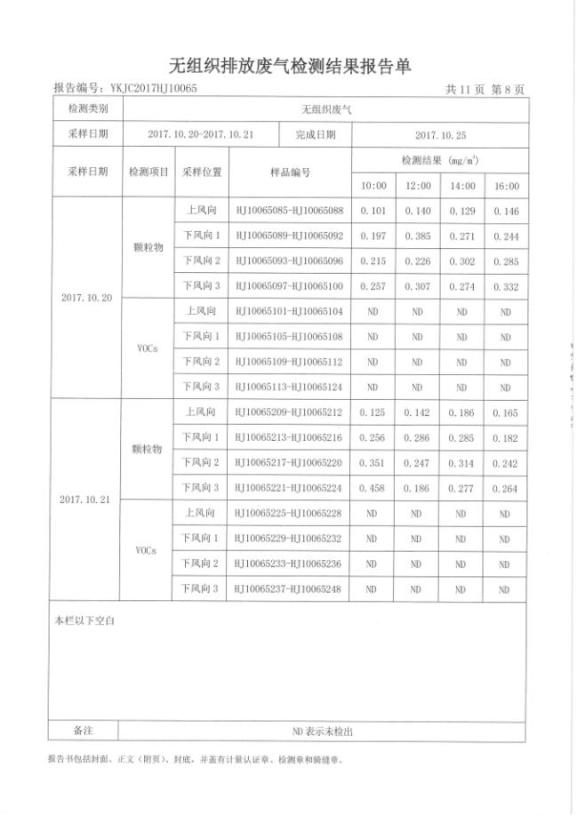 无组织排放废气检测结果报告单
报告编号：YKJC2017HJ10065 共 11 页 第 8 页
检测类别 无组织废气
采样日期 2017.10.20-2017.10.21 完成日期 2017.10.25
采样日期 检测项目 采样位置 样品编号 检测结果（mg/m³）
10:00 12:00 14:00 16:00
2017.10.20 颗粒物 上风向 HJ10065085-HJ10065088 0.101 0.140 0.129 0.146
下风向 1 HJ10065089-HJ10065092 0.197 0.385 0.271 0.244
下风向 2 HJ10065093-HJ10065096 0.215 0.226 0.302 0.285
下风向 3 HJ10065097-HJ10065100 0.257 0.307 0.274 0.332
VOCs 上风向 HJ10065101-HJ10065104 ND ND ND ND
下风向 1 HJ10065105-HJ10065108 ND ND ND ND
下风向 2 HJ10065109-HJ10065112 ND ND ND ND
下风向 3 HJ10065113-HJ10065124 ND ND ND ND
2017.10.21 颗粒物 上风向 HJ10065209-HJ10065212 0.125 0.142 0.186 0.165
下风向 1 HJ10065213-HJ10065216 0.256 0.286 0.285 0.182
下风向 2 HJ10065217-HJ10065220 0.351 0.247 0.314 0.242
下风向 3 HJ10065221-HJ10065224 0.458 0.186 0.277 0.264
VOCs 上风向 HJ10065225-HJ10065228 ND ND ND ND
下风向 1 HJ10065229-HJ10065232 ND ND ND ND
下风向 2 HJ10065233-HJ10065236 ND ND ND ND
下风向 3 HJ10065237-HJ10065248 ND ND ND ND
本栏以下空白
备注 ND 表示未检出
报告书包括封面、正文（附页）、封底，并盖有计量认证章、检测章和骑缝章。